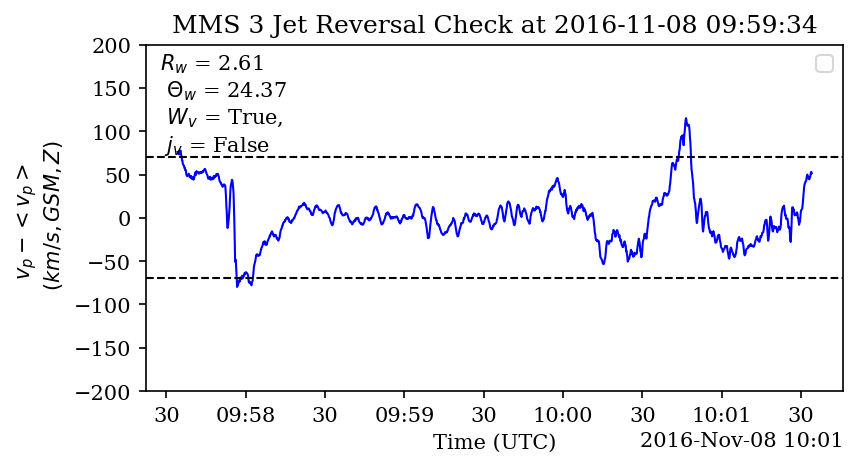 MMS 3 Jet Reversal Check at 2016-11-08 09:59:34
200
150
100
50
0
−50
−100
−150
−200
v_p − < v_p >
(km/s, GSM, Z)
R_w = 2.61
Θ_w = 24.37
W_v = True,
j_v = False
30 09:58 30 09:59 30 10:00 30 10:01 30
Time (UTC)
2016-Nov-08 10:01